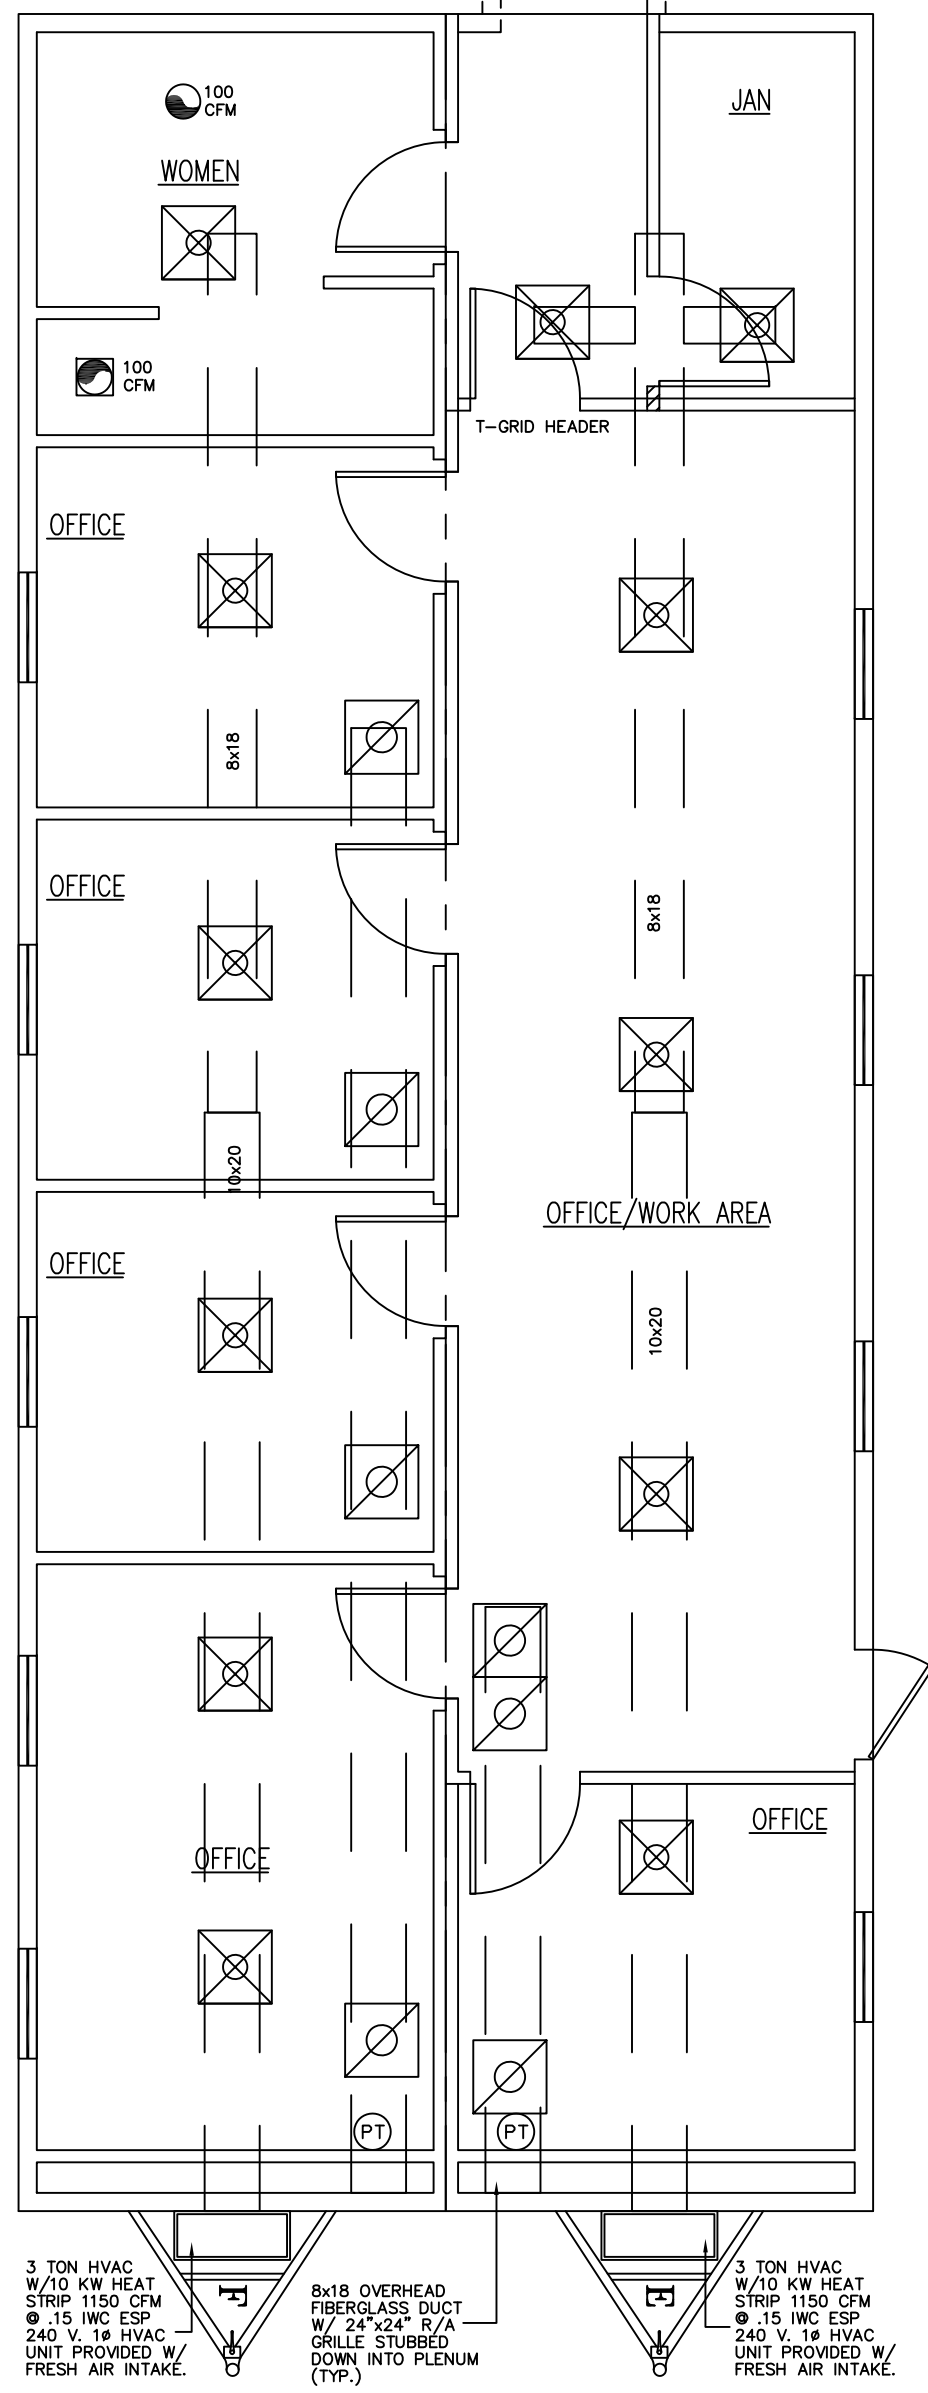 100
CFM
JAN
WOMEN
100
CFM
T-GRID HEADER
OFFICE
8x18
OFFICE
8x18
10x20
OFFICE/WORK AREA
OFFICE
10x20
OFFICE
OFFICE
PT
PT
3 TON HVAC
W/10 KW HEAT
STRIP 1150 CFM
@ .15 IWC ESP
240 V. 1ø HVAC
UNIT PROVIDED W/
FRESH AIR INTAKE.
E
8x18 OVERHEAD
FIBERGLASS DUCT
W/ 24"x24" R/A
GRILLE STUBBED
DOWN INTO PLENUM
(TYP.)
E
3 TON HVAC
W/10 KW HEAT
STRIP 1150 CFM
@ .15 IWC ESP
240 V. 1ø HVAC
UNIT PROVIDED W/
FRESH AIR INTAKE.